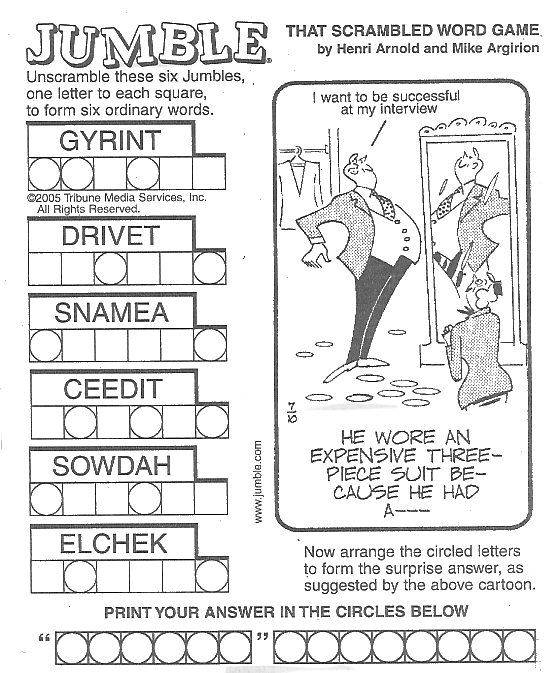 JUMBLE
THAT SCRAMBLED WORD GAME
by Henri Arnold and Mike Argirion
Unscramble these six Jumbles,
one letter to each square,
to form six ordinary words.
GYRINT
©2005 Tribune Media Services, Inc.
All Rights Reserved.
DRIVET
SNAMEA
CEEDIT
SOWDAH
ELCHEK
www.jumble.com
I want to be successful
at my interview
7/10
HE WORE AN
EXPENSIVE THREE-
PIECE SUIT BE-
CAUSE HE HAD
A---
Now arrange the circled letters
to form the surprise answer, as
suggested by the above cartoon.
PRINT YOUR ANSWER IN THE CIRCLES BELOW
“ ”